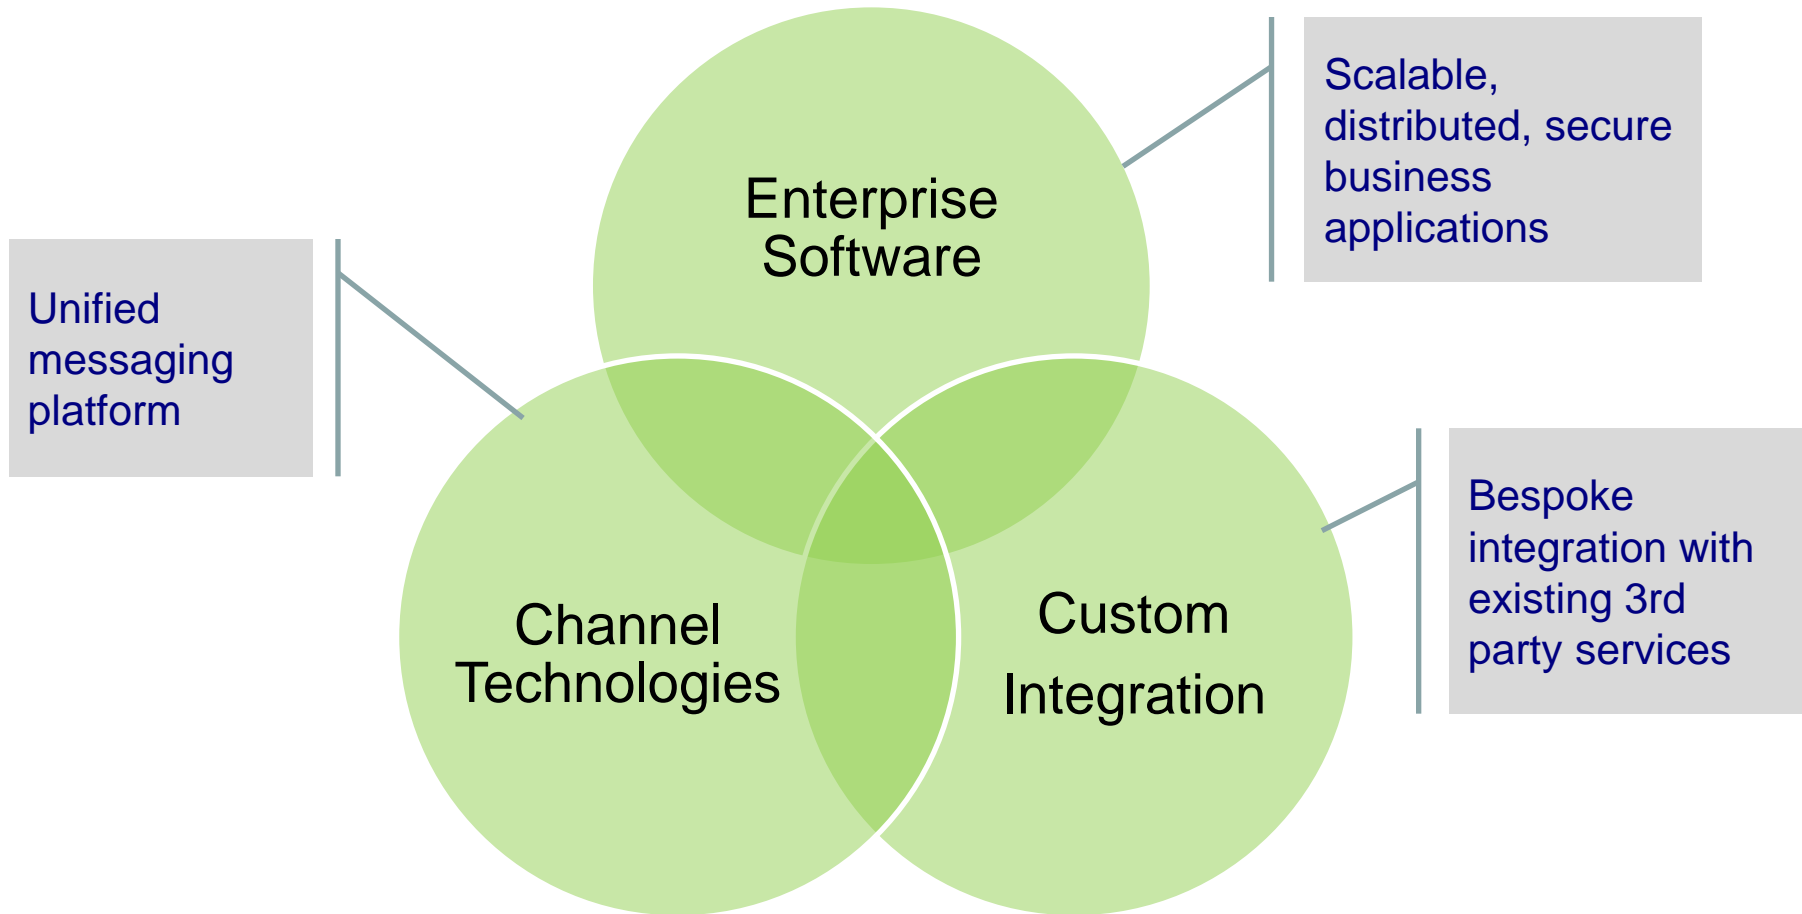 Enterprise
Software
Scalable,
distributed, secure
business
applications
Unified
messaging
platform
Channel
Technologies
Custom
Integration
Bespoke
integration with
existing 3rd
party services